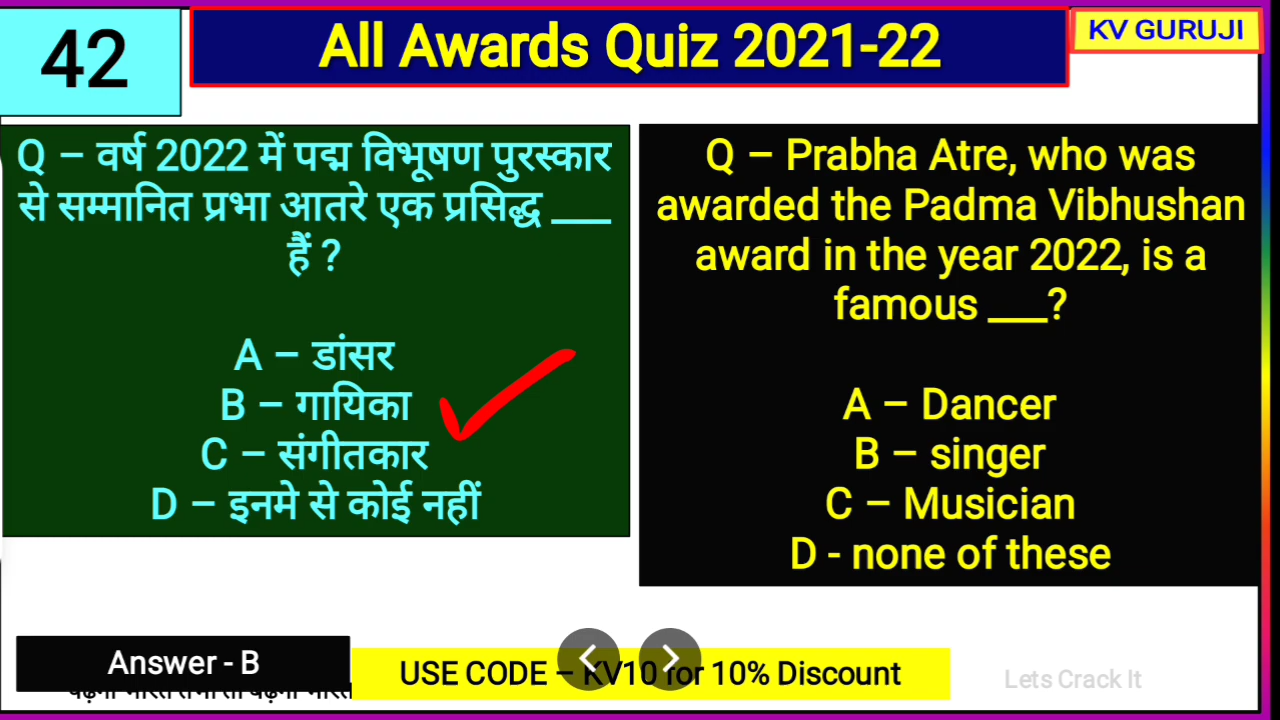 42
All Awards Quiz 2021-22
KV GURUJI
Q – वर्ष 2022 में पद्म विभूषण पुरस्कार
से सम्मानित प्रभा आतरे एक प्रसिद्ध ___
हैं ?
A – डांसर
B – गायिका
C – संगीतकार
D – इनमे से कोई नहीं
Q – Prabha Atre, who was
awarded the Padma Vibhushan
award in the year 2022, is a
famous ___?
A – Dancer
B – singer
C – Musician
D - none of these
Answer - B
USE CODE – KV10 for 10% Discount
Lets Crack It